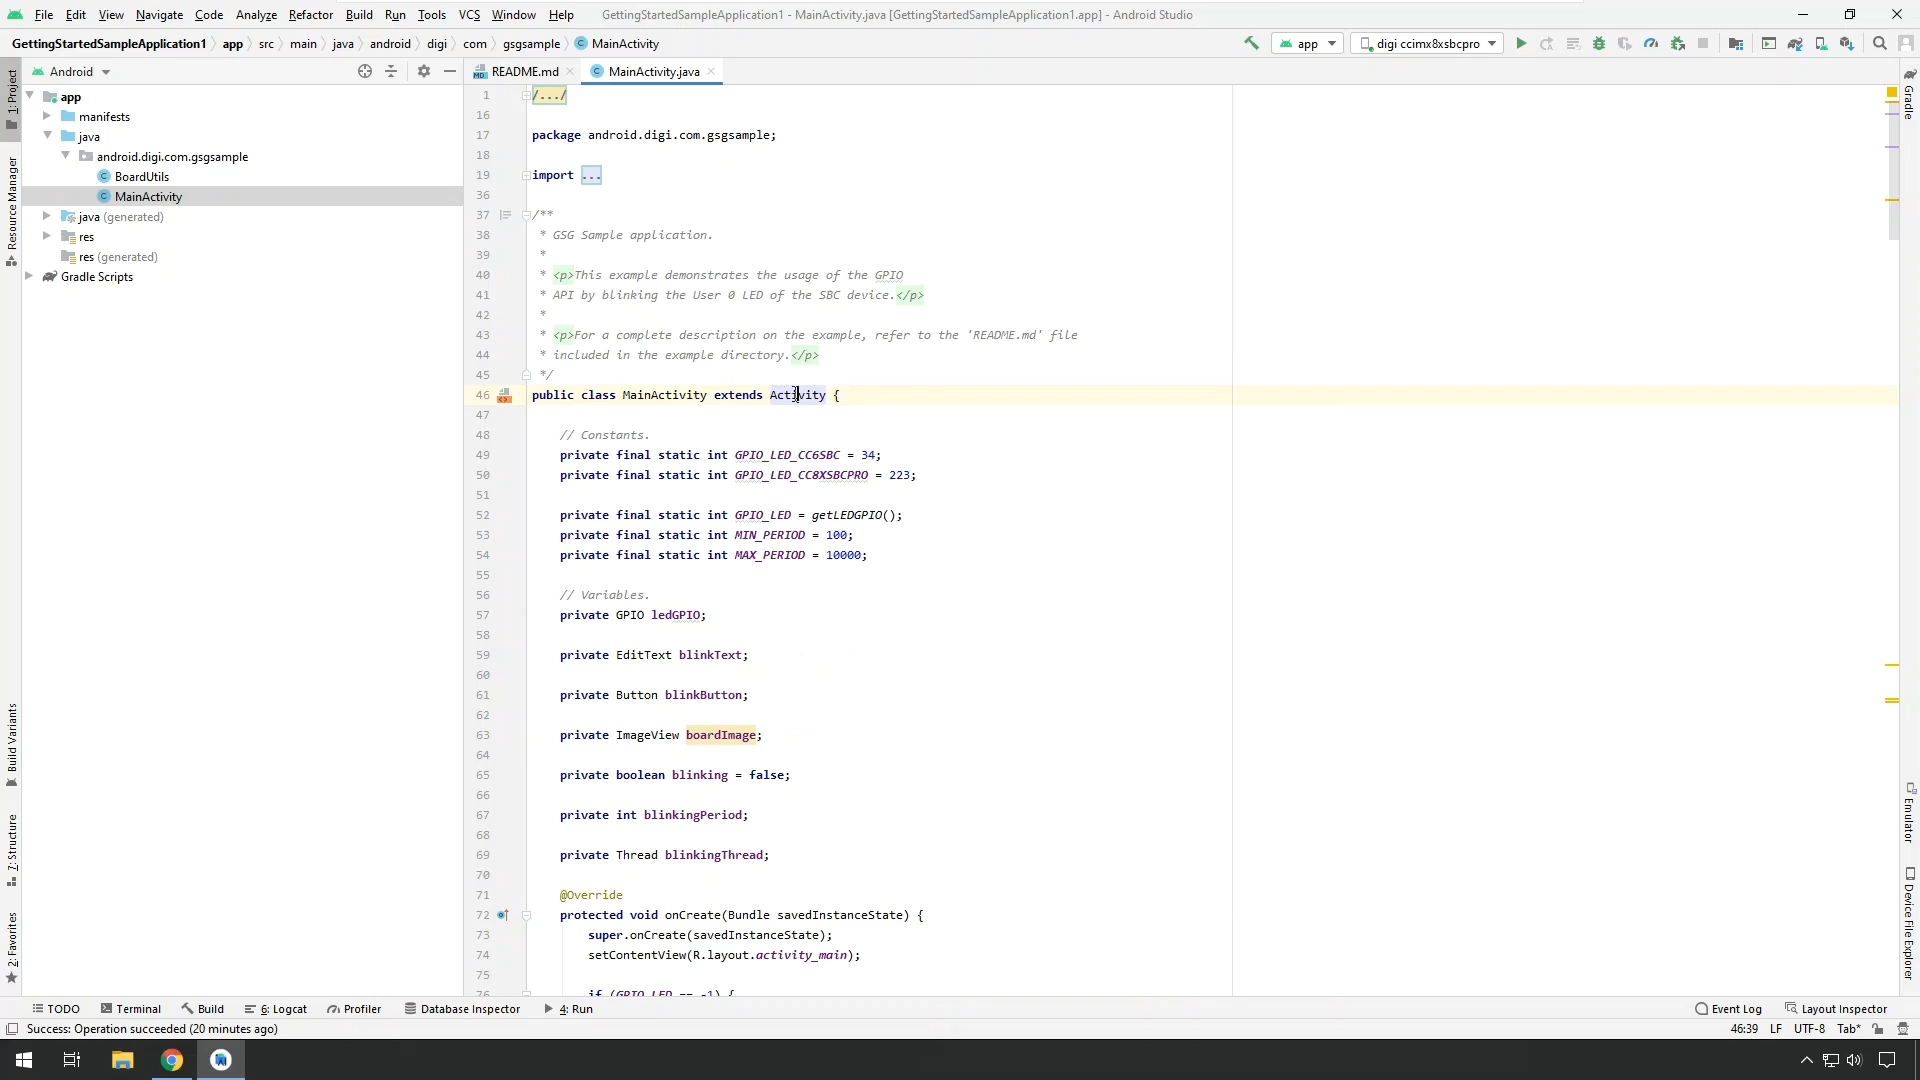 File Edit View Navigate Code Analyze Refactor Build Run Tools VCS Window Help GettingStartedSampleApplication1 - MainActivity.java [GettingStartedSampleApplication1.app] - Android Studio
GettingStartedSampleApplication1 app src main java android digi com gsgsample MainActivity app digi ccimx8xsbcpro
Android README.md MainActivity.java
1: Project
Resource Manager
Build Variants
7: Structure
2: Favorites
app
manifests
java
android.digi.com.gsgsample
BoardUtils
MainActivity
java (generated)
res
res (generated)
Gradle Scripts
1 /.../
16
17 package android.digi.com.gsgsample;
18
19 import ...
36
37 /**
38 * GSG Sample application.
39 *
40 * <p>This example demonstrates the usage of the GPIO
41 * API by blinking the User 0 LED of the SBC device.</p>
42 *
43 * <p>For a complete description on the example, refer to the 'README.md' file
44 * included in the example directory.</p>
45 */
46 public class MainActivity extends Activity {
47
48 // Constants.
49 private final static int GPIO_LED_CC6SBC = 34;
50 private final static int GPIO_LED_CC8XSBCPRO = 223;
51
52 private final static int GPIO_LED = getLEDGPIO();
53 private final static int MIN_PERIOD = 100;
54 private final static int MAX_PERIOD = 10000;
55
56 // Variables.
57 private GPIO ledGPIO;
58
59 private EditText blinkText;
60
61 private Button blinkButton;
62
63 private ImageView boardImage;
64
65 private boolean blinking = false;
66
67 private int blinkingPeriod;
68
69 private Thread blinkingThread;
70
71 @Override
72 protected void onCreate(Bundle savedInstanceState) {
73 super.onCreate(savedInstanceState);
74 setContentView(R.layout.activity_main);
75
76 if (GPIO_LED == -1) {
Gradle
Emulator
Device File Explorer
TODO Terminal Build 6: Logcat Profiler Database Inspector 4: Run Event Log Layout Inspector
Success: Operation succeeded (20 minutes ago) 46:39 LF UTF-8 Tab*